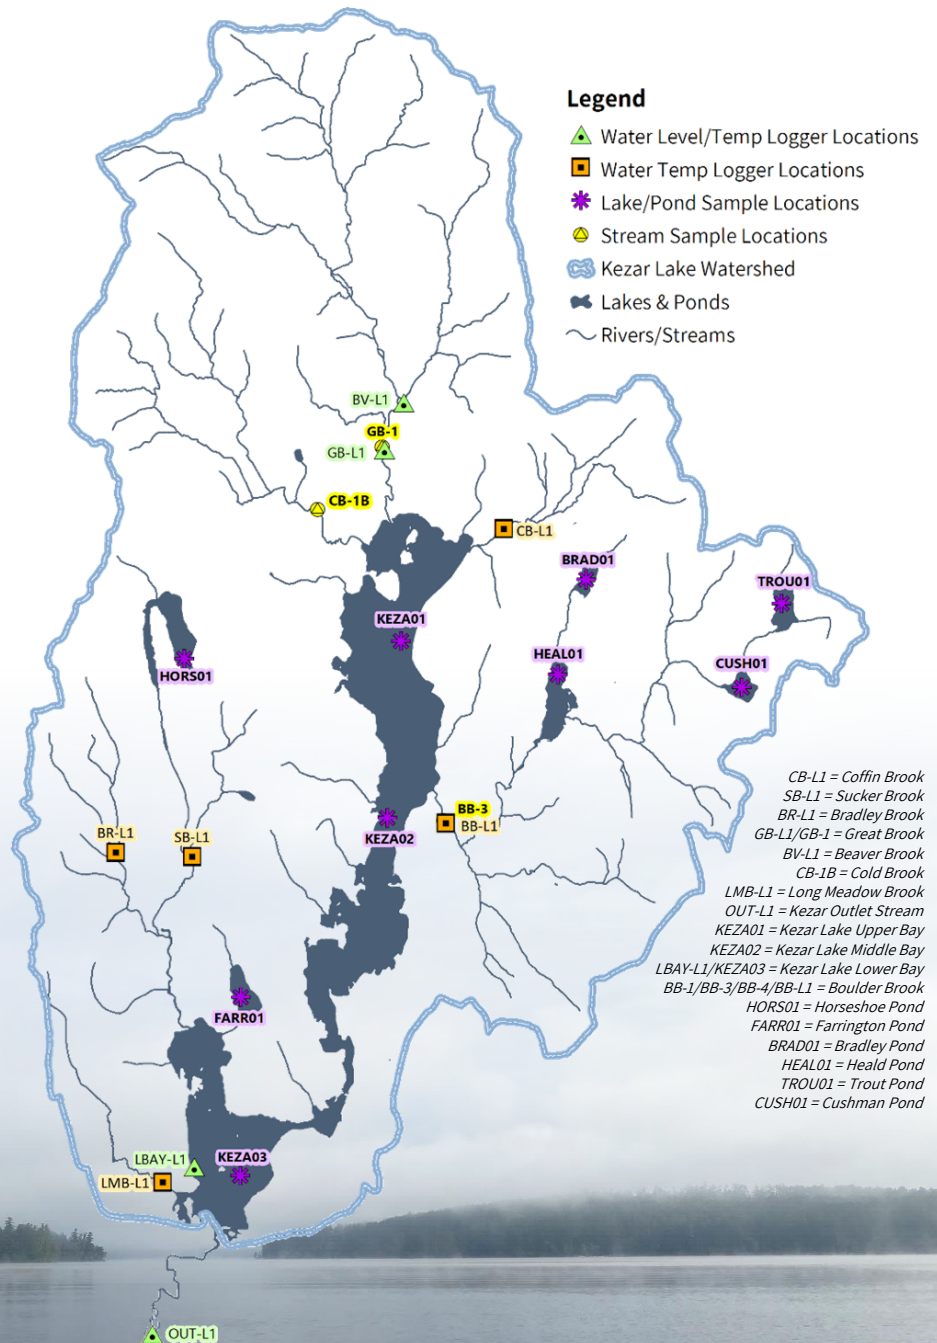 Legend
Water Level/Temp Logger Locations
Water Temp Logger Locations
Lake/Pond Sample Locations
Stream Sample Locations
Kezar Lake Watershed
Lakes & Ponds
Rivers/Streams
BV-L1
GB-1
GB-L1
CB-1B
CB-L1
BRAD01
TROU01
KEZA01
HEAL01
CUSH01
HORS01
BB-3
BB-L1
KEZA02
BR-L1
SB-L1
FARR01
LBAY-L1
KEZA03
LMB-L1
OUT-L1
CB-L1 = Coffin Brook
SB-L1 = Sucker Brook
BR-L1 = Bradley Brook
GB-L1/GB-1 = Great Brook
BV-L1 = Beaver Brook
CB-1B = Cold Brook
LMB-L1 = Long Meadow Brook
OUT-L1 = Kezar Outlet Stream
KEZA01 = Kezar Lake Upper Bay
KEZA02 = Kezar Lake Middle Bay
LBAY-L1/KEZA03 = Kezar Lake Lower Bay
BB-1/BB-3/BB-4/BB-L1 = Boulder Brook
HORS01 = Horseshoe Pond
FARR01 = Farrington Pond
BRAD01 = Bradley Pond
HEAL01 = Heald Pond
TROU01 = Trout Pond
CUSH01 = Cushman Pond